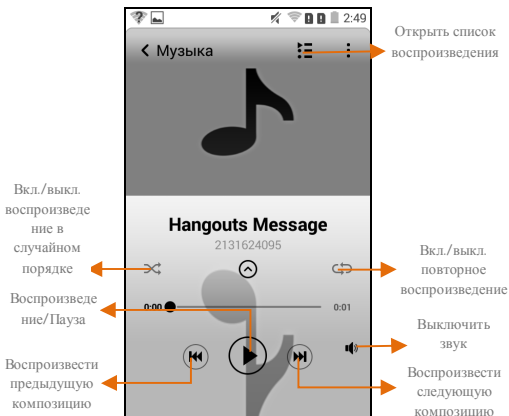 2:49
Музыка
Открыть список
воспроизведения
Hangouts Message
2131624095
Вкл./выкл.
воспроизведе
ние в
случайном
порядке
Вкл./выкл.
повторное
воспроизведение
0:00
0:01
Воспроизведе
ние/Пауза
Выключить
звук
Воспроизвести
предыдущую
композицию
Воспроизвести
следующую
композицию